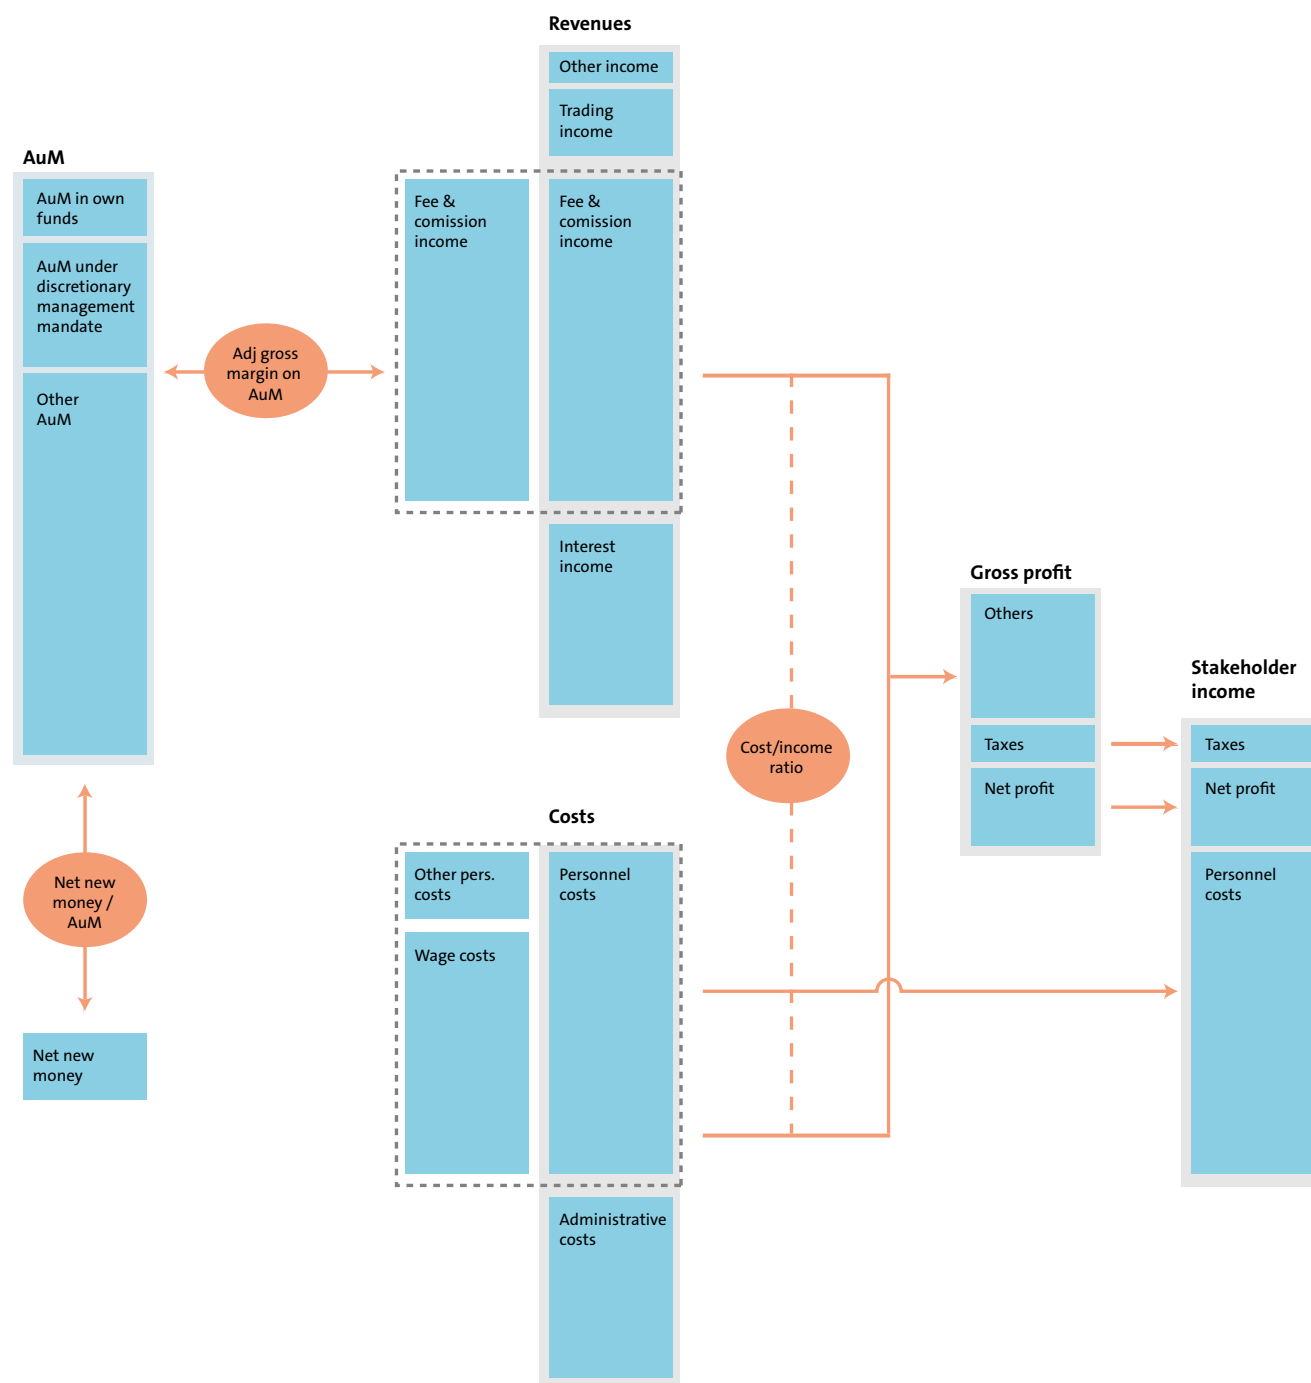 Revenues
Other income
Trading
income
Fee &
comission
income
Fee &
comission
income
Interest
income
AuM
AuM in own
funds
AuM under
discretionary
management
mandate
Other
AuM
Adj gross
margin on
AuM
Net new
money /
AuM
Net new
money
Costs
Other pers.
costs
Wage costs
Personnel
costs
Administrative
costs
Cost/income
ratio
Gross profit
Others
Taxes
Net profit
Stakeholder
income
Taxes
Net profit
Personnel
costs